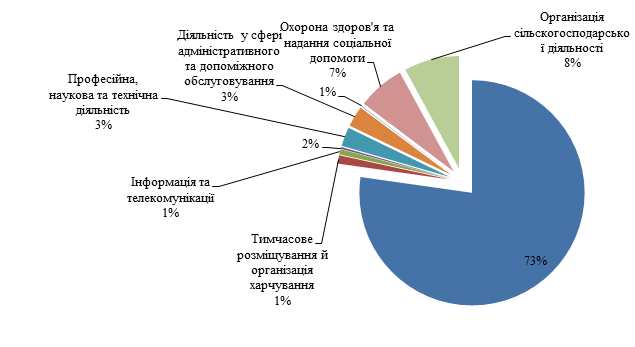 Організація
сільскогосподарсько
ї діяльності
8%
Охорона здоров'я та
надання соціальної
допомоги
7%
Діяльність у сфері
адміністративного
та допоміжного
обслуговування
3%
1%
Професійна,
наукова та технічна
діяльність
3%
2%
Інформація та
телекомунікації
1%
Тимчасове
розміщування й
організація
харчування
1%
73%